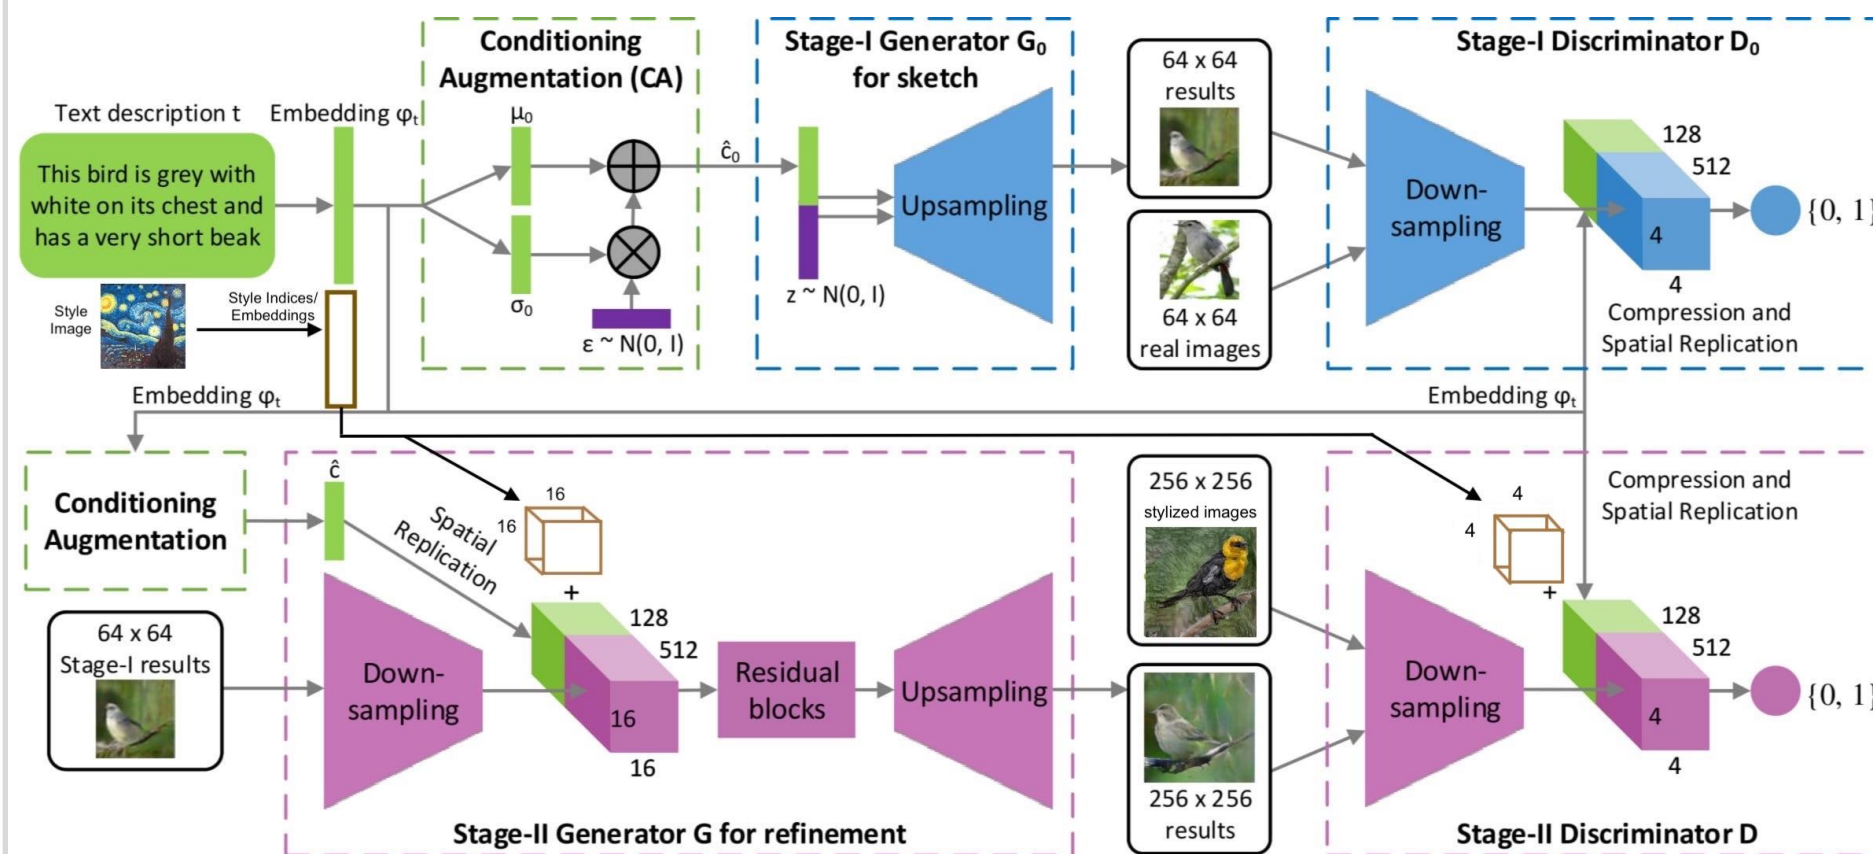 Conditioning
Augmentation (CA)
Stage-I Generator G₀
for sketch
Stage-I Discriminator D₀
Text description t
Embedding φₜ
This bird is grey with
white on its chest and
has a very short beak
μ₀
σ₀
ε ~ N(0, I)
ĉ₀
z ~ N(0, I)
Upsampling
64 x 64
results
64 x 64
real images
Down-
sampling
128
512
4
4
{0, 1}
Compression and
Spatial Replication
Style
Image
Style Indices/
Embeddings
Embedding φₜ
Embedding φₜ
Conditioning
Augmentation
ĉ
Spatial
Replication
16
16
+
64 x 64
Stage-I results
Down-
sampling
128
512
16
16
Residual
blocks
Upsampling
Stage-II Generator G for refinement
256 x 256
stylized images
256 x 256
results
Compression and
Spatial Replication
4
4
+
Down-
sampling
128
512
4
4
{0, 1}
Stage-II Discriminator D